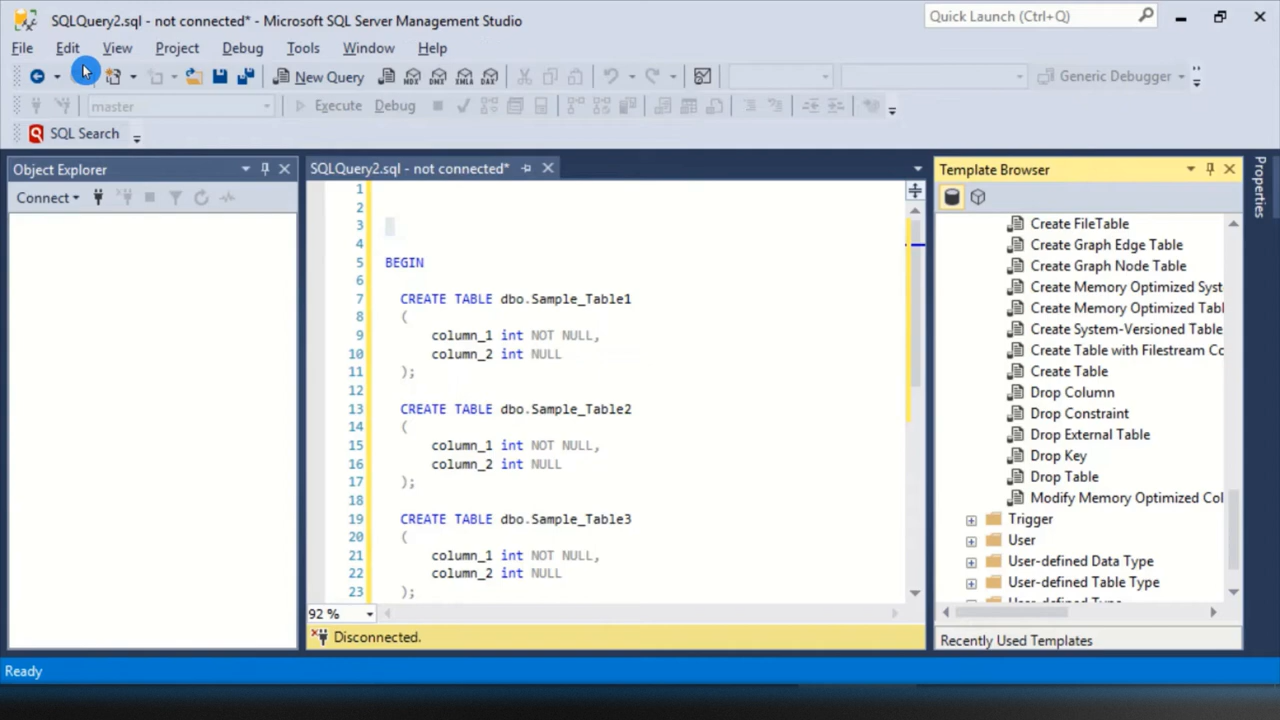 SQLQuery2.sql - not connected* - Microsoft SQL Server Management Studio
Quick Launch (Ctrl+Q)
File Edit View Project Debug Tools Window Help
New Query
MDX DMX XMLA DAX
Generic Debugger
master
Execute Debug
SQL Search
Object Explorer
Connect
SQLQuery2.sql - not connected*
1
2
3
4
5 BEGIN
6
7 CREATE TABLE dbo.Sample_Table1
8 (
9 column_1 int NOT NULL,
10 column_2 int NULL
11 );
12
13 CREATE TABLE dbo.Sample_Table2
14 (
15 column_1 int NOT NULL,
16 column_2 int NULL
17 );
18
19 CREATE TABLE dbo.Sample_Table3
20 (
21 column_1 int NOT NULL,
22 column_2 int NULL
23 );
92 %
Disconnected.
Template Browser
Create FileTable
Create Graph Edge Table
Create Graph Node Table
Create Memory Optimized Syst
Create Memory Optimized Tabl
Create System-Versioned Table
Create Table with Filestream Co
Create Table
Drop Column
Drop Constraint
Drop External Table
Drop Key
Drop Table
Modify Memory Optimized Col
Trigger
User
User-defined Data Type
User-defined Table Type
User-defined Type
Recently Used Templates
Properties
Ready